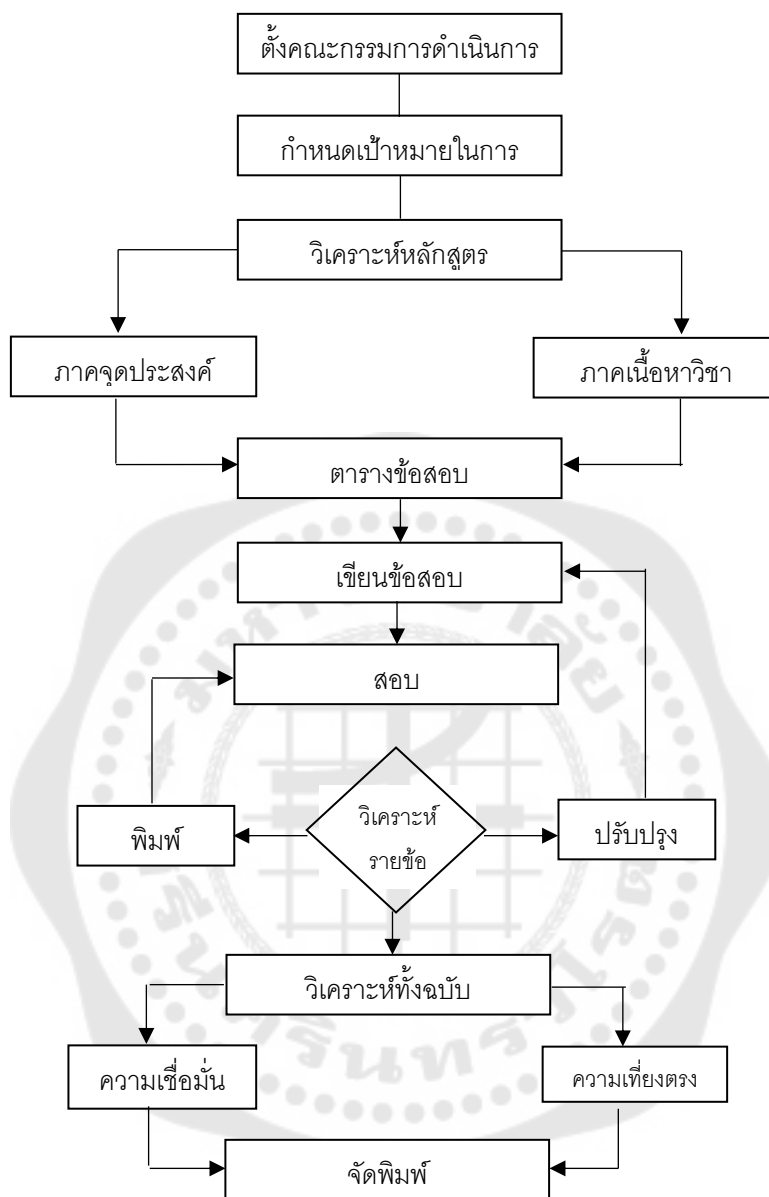 ตั้งคณะกรรมการดำเนินการ
กำหนดเป้าหมายในการ
วิเคราะห์หลักสูตร
ภาคจุดประสงค์
ภาคเนื้อหาวิชา
ตารางข้อสอบ
เขียนข้อสอบ
สอบ
พิมพ์
วิเคราะห์
รายข้อ
ปรับปรุง
วิเคราะห์ทั้งฉบับ
ความเชื่อมั่น
ความเที่ยงตรง
จัดพิมพ์